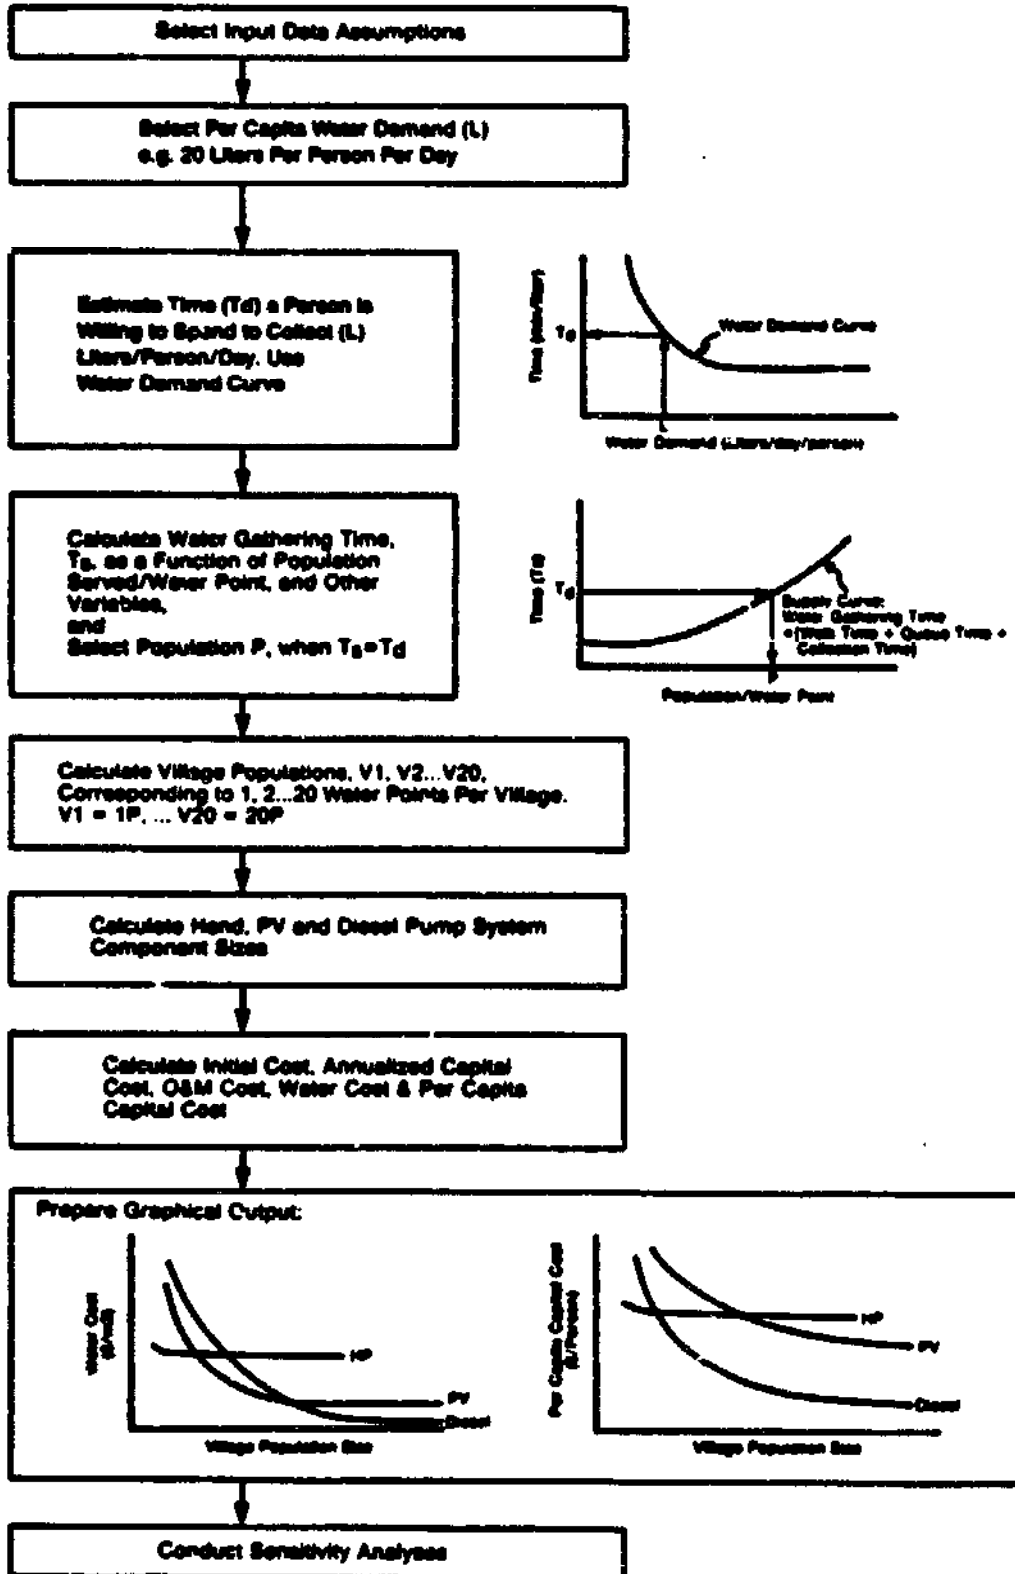 Select Input Data Assumptions
Select Per Capita Water Demand (L)
e.g. 20 Liters Per Person Per Day
Estimate Time (Td) a Person is
Willing to Spend to Collect (L)
Liters/Person/Day. Use
Water Demand Curve
Time (min/liter)
Td
Water Demand Curve
L
Water Demand (Liters/day/person)
Calculate Water Gathering Time,
Ts, as a Function of Population
Served/Water Point, and Other
Variables,
and
Select Population P, when Ts=Td
Time (Ts)
Td
Supply Curve:
Water Gathering Time
=(Walk Time + Queue Time +
Collection Time)
Population/Water Point
Calculate Village Populations, V1, V2...V20,
Corresponding to 1, 2...20 Water Points Per Village.
V1 = 1P, ... V20 = 20P
Calculate Hand, PV and Diesel Pump System
Component Sizes
Calculate Initial Cost, Annualized Capital
Cost, O&M Cost, Water Cost & Per Capita
Capital Cost
Prepare Graphical Output:
Water Cost
($/m3)
HP
PV
Diesel
Village Population Size
Per Capita Capital Cost
($/Person)
HP
PV
Diesel
Village Population Size
Conduct Sensitivity Analyses